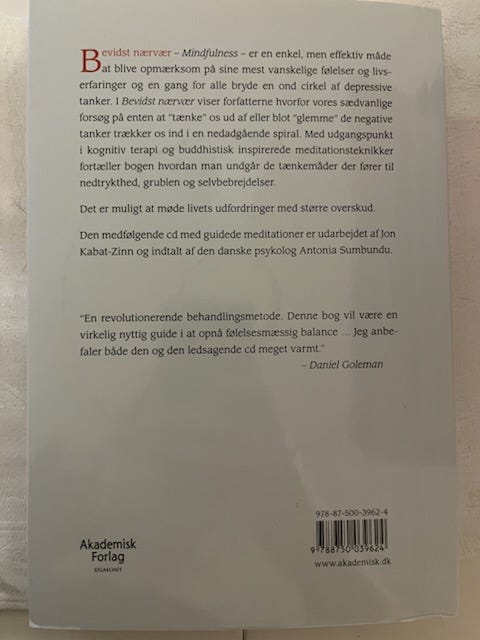 Bevidst nærvær – Mindfulness – er en enkel, men effektiv måde
at blive opmærksom på sine mest vanskelige følelser og livs-
erfaringer og en gang for alle bryde en ond cirkel af depressive
tanker. I Bevidst nærvær viser forfatterne hvorfor vores sædvanlige
forsøg på enten at "tænke" os ud af eller blot "glemme" de negative
tanker trækker os ind i en nedadgående spiral. Med udgangspunkt
i kognitiv terapi og buddhistisk inspirerede meditationsteknikker
fortæller bogen hvordan man undgår de tænkemåder der fører til
nedtrykthed, grublen og selvbebrejdelser.
Det er muligt at møde livets udfordringer med større overskud.
Den medfølgende cd med guidede meditationer er udarbejdet af Jon
Kabat-Zinn og indtalt af den danske psykolog Antonia Sumbundu.
"En revolutionerende behandlingsmetode. Denne bog vil være en
virkelig nyttig guide i at opnå følelsesmæssig balance ... Jeg anbe-
faler både den og den ledsagende cd meget varmt."
– Daniel Goleman
978-87-500-3962-4
9 788750 039624
www.akademisk.dk
Akademisk
Forlag
EGMONT